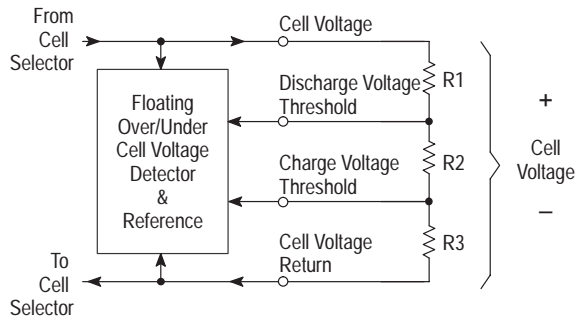 From
Cell
Selector
Cell Voltage
R1
Discharge Voltage
Threshold
Floating
Over/Under
Cell Voltage
Detector
&
Reference
R2
Charge Voltage
Threshold
+
Cell
Voltage
–
R3
Cell Voltage
Return
To
Cell
Selector